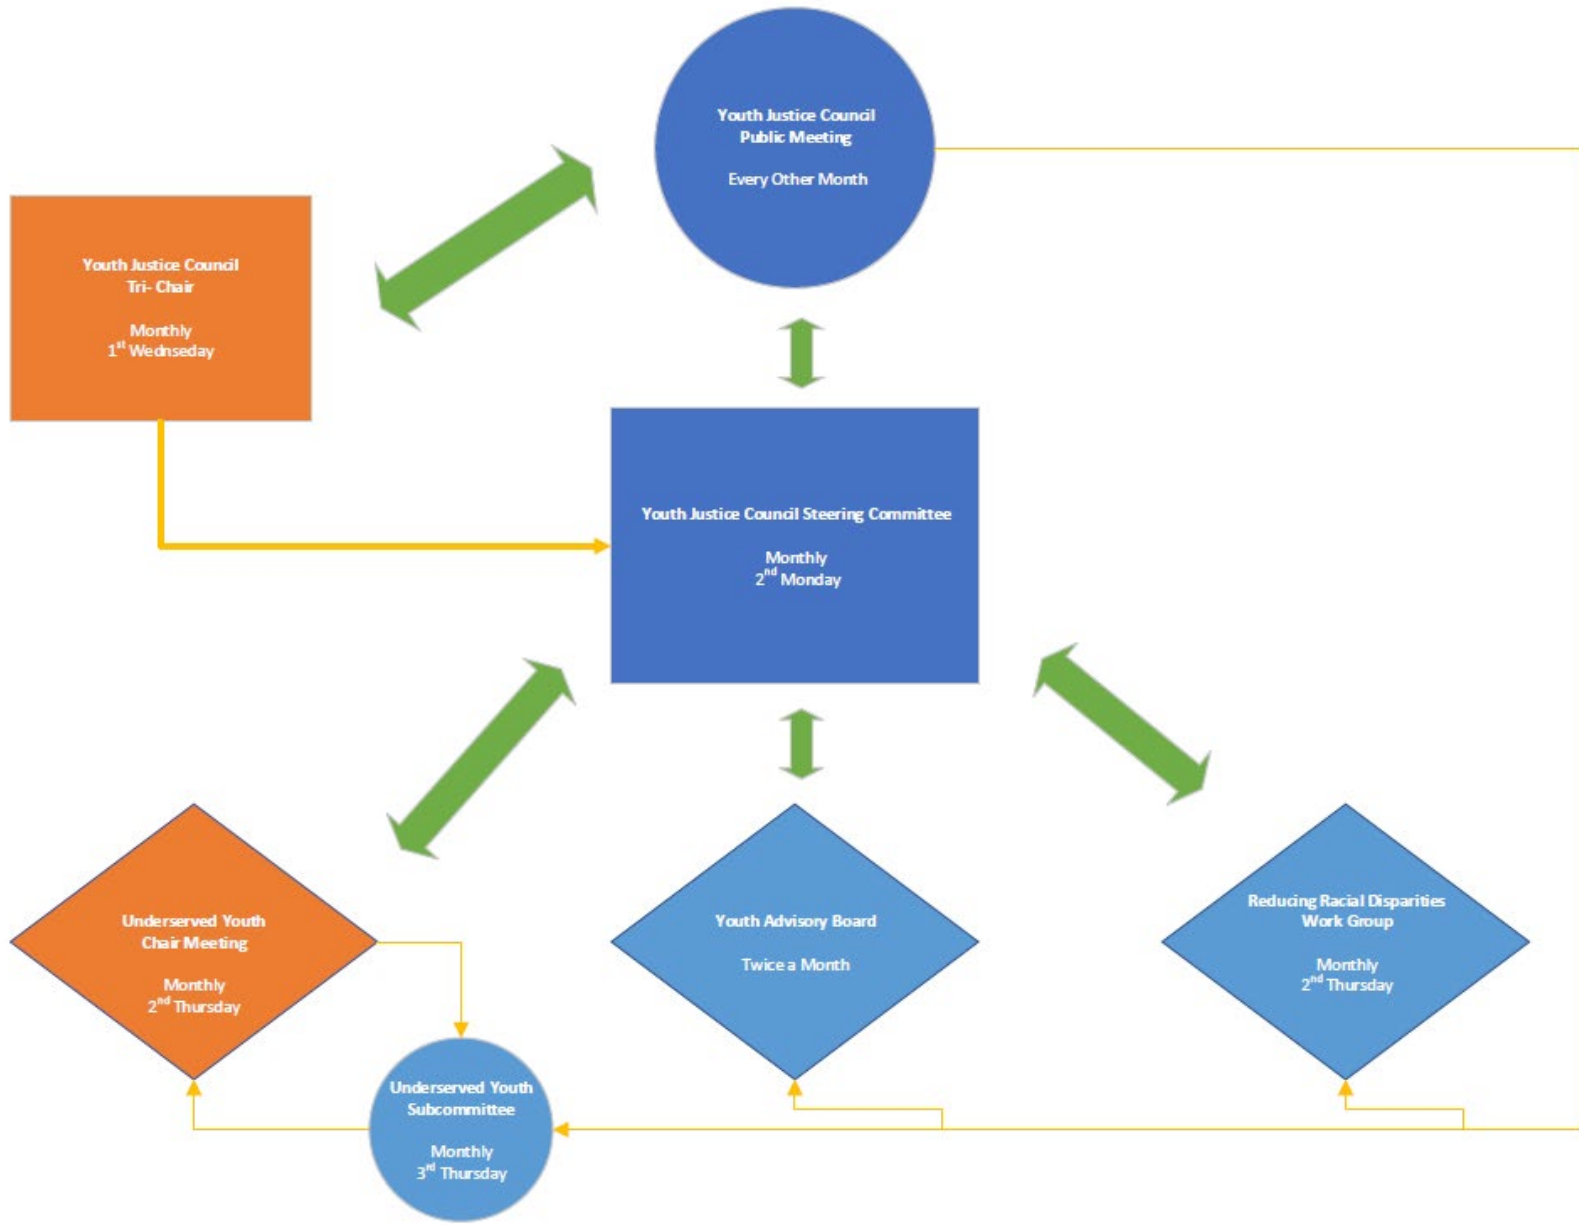 Youth Justice Council
Public Meeting
Every Other Month
Youth Justice Council
Tri- Chair
Monthly
1st Wednseday
Youth Justice Council Steering Committee
Monthly
2nd Monday
Underserved Youth
Chair Meeting
Monthly
2nd Thursday
Youth Advisory Board
Twice a Month
Reducing Racial Disparities
Work Group
Monthly
2nd Thursday
Underserved Youth
Subcommittee
Monthly
3rd Thursday